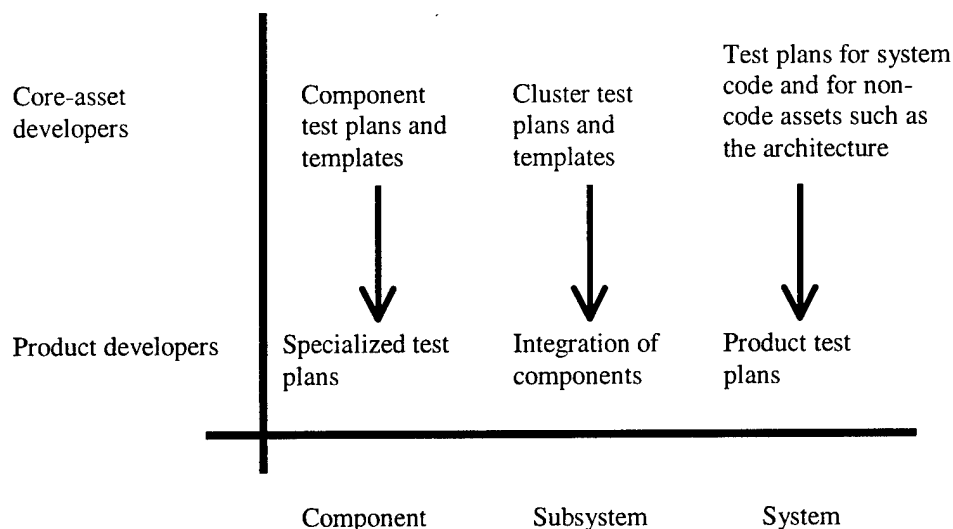 Core-asset
developers
Component
test plans and
templates
Cluster test
plans and
templates
Test plans for system
code and for non-
code assets such as
the architecture
Product developers
Specialized test
plans
Integration of
components
Product test
plans
Component
Subsystem
System